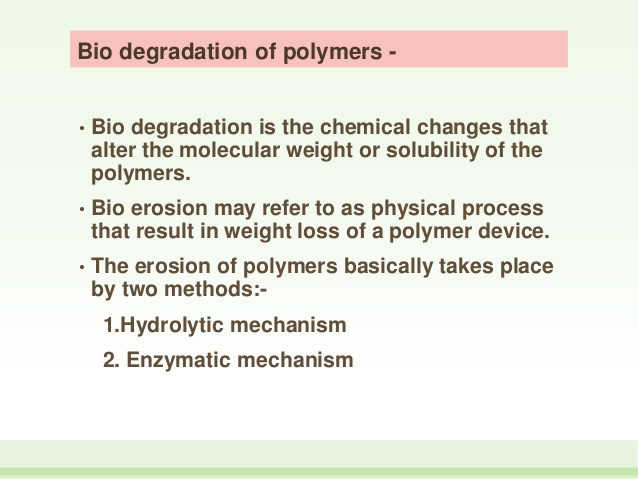 Bio degradation of polymers -
• Bio degradation is the chemical changes that
alter the molecular weight or solubility of the
polymers.
• Bio erosion may refer to as physical process
that result in weight loss of a polymer device.
• The erosion of polymers basically takes place
by two methods:-
1.Hydrolytic mechanism
2. Enzymatic mechanism